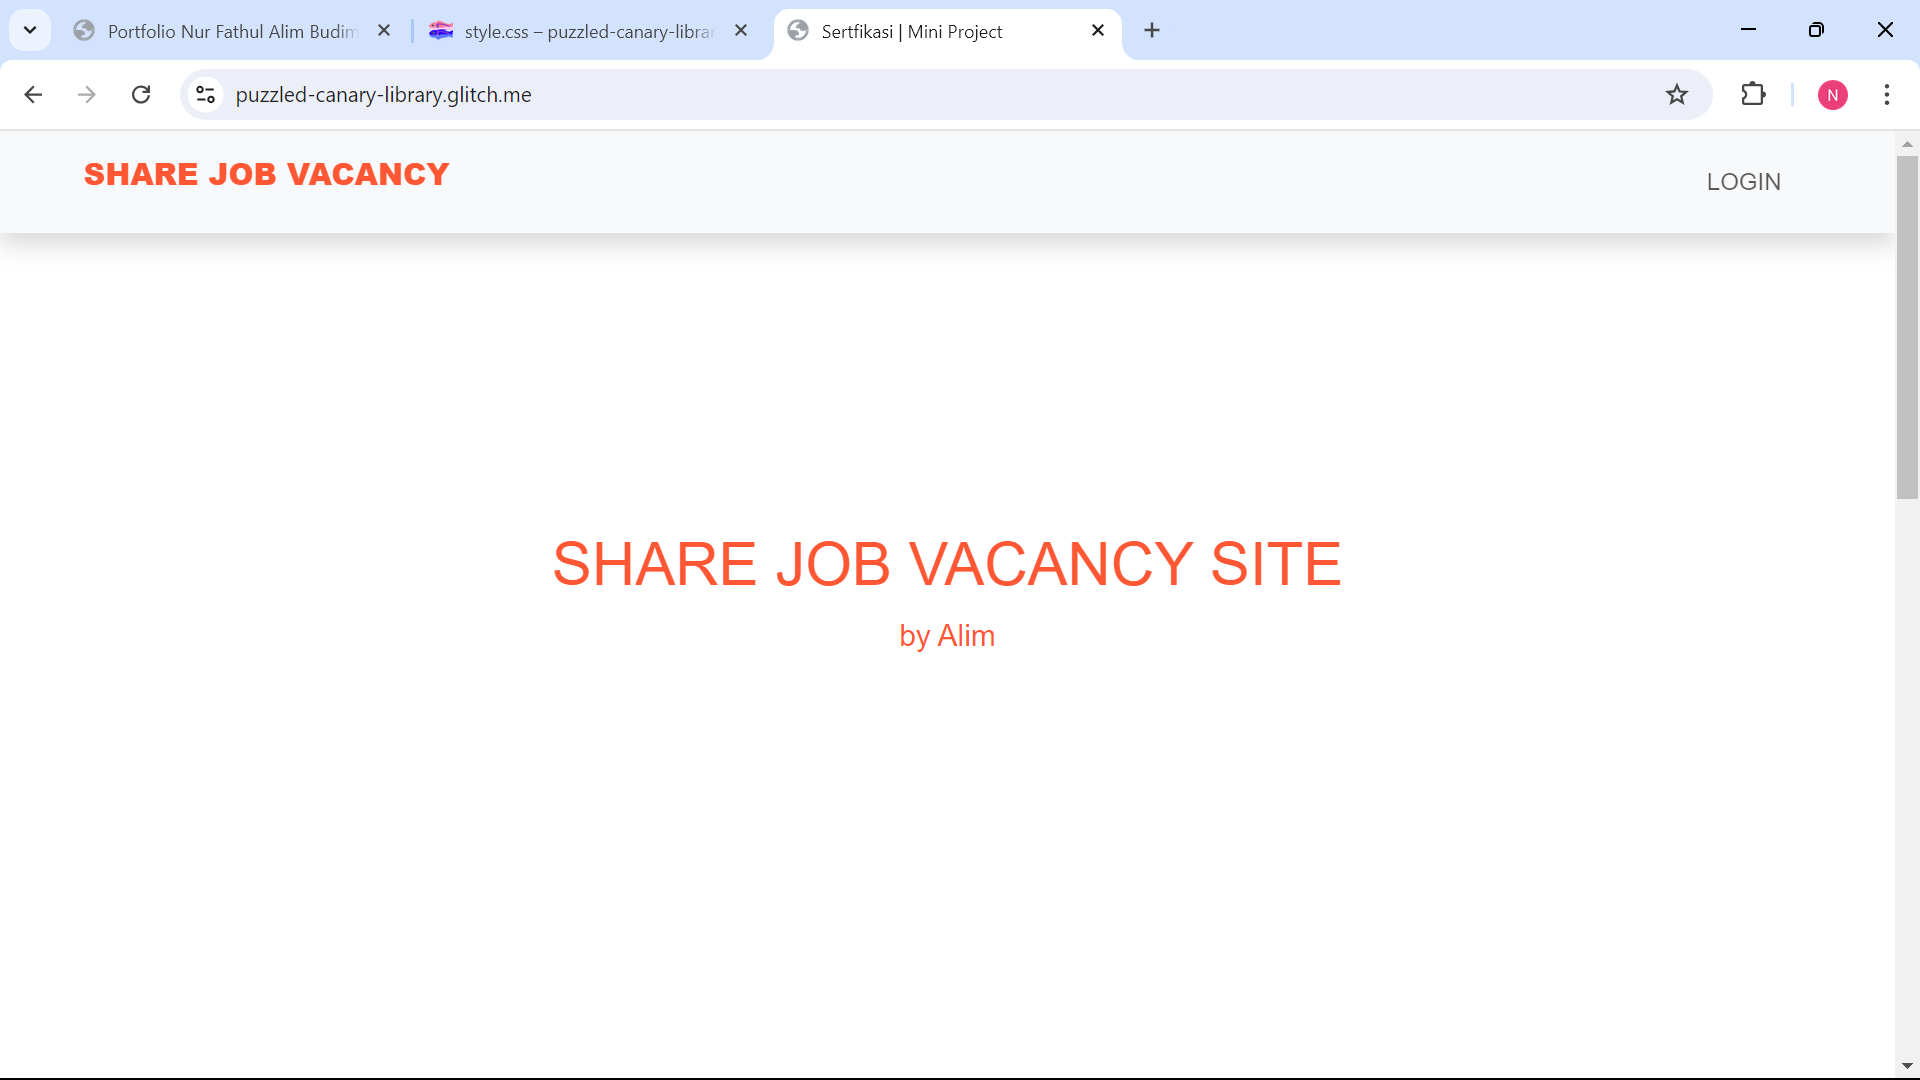 Portfolio Nur Fathul Alim Budim
style.css – puzzled-canary-librar
Sertfikasi | Mini Project
puzzled-canary-library.glitch.me
N
SHARE JOB VACANCY
LOGIN
SHARE JOB VACANCY SITE
by Alim